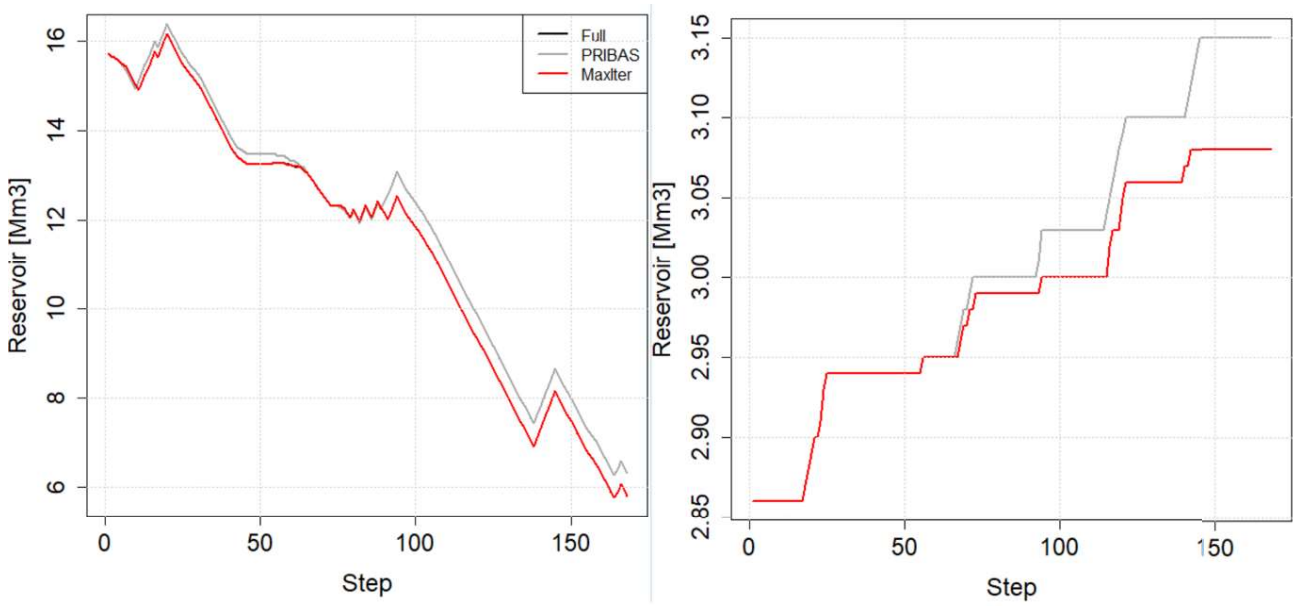 Full
PRIBAS
MaxIter
16
14
12
10
8
6
Reservoir [Mm3]
0 50 100 150
Step
3.15
3.10
3.05
3.00
2.95
2.90
2.85
Reservoir [Mm3]
0 50 100 150
Step